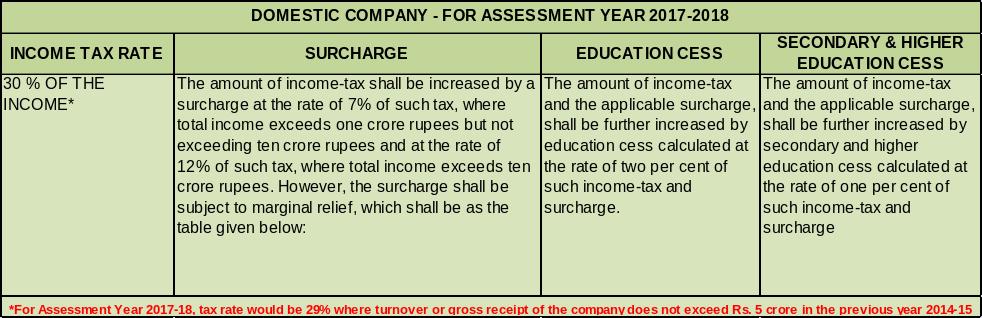 DOMESTIC COMPANY - FOR ASSESSMENT YEAR 2017-2018
INCOME TAX RATE
SURCHARGE
EDUCATION CESS
SECONDARY & HIGHER
EDUCATION CESS
30 % OF THE
INCOME*
The amount of income-tax shall be increased by a
surcharge at the rate of 7% of such tax, where
total income exceeds one crore rupees but not
exceeding ten crore rupees and at the rate of
12% of such tax, where total income exceeds ten
crore rupees. However, the surcharge shall be
subject to marginal relief, which shall be as the
table given below:
The amount of income-tax
and the applicable surcharge,
shall be further increased by
education cess calculated at
the rate of two per cent of
such income-tax and
surcharge.
The amount of income-tax
and the applicable surcharge,
shall be further increased by
secondary and higher
education cess calculated at
the rate of one per cent of
such income-tax and
surcharge
*For Assessment Year 2017-18, tax rate would be 29% where turnover or gross receipt of the company does not exceed Rs. 5 crore in the previous year 2014-15